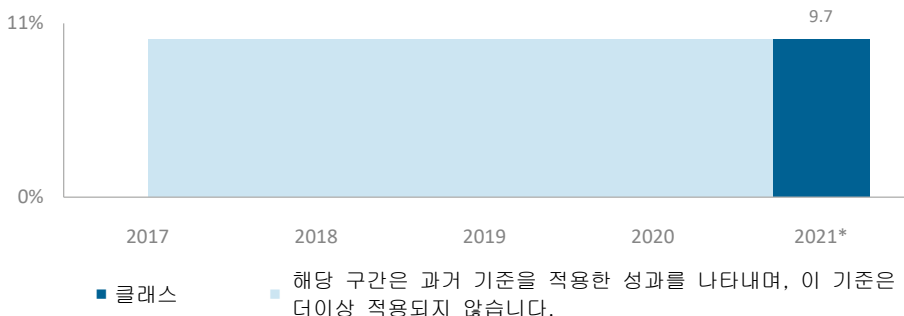 9.7
11%
0%
2017 2018 2019 2020 2021*
클래스
해당 구간은 과거 기준을 적용한 성과를 나타내며, 이 기준은
더이상 적용되지 않습니다.